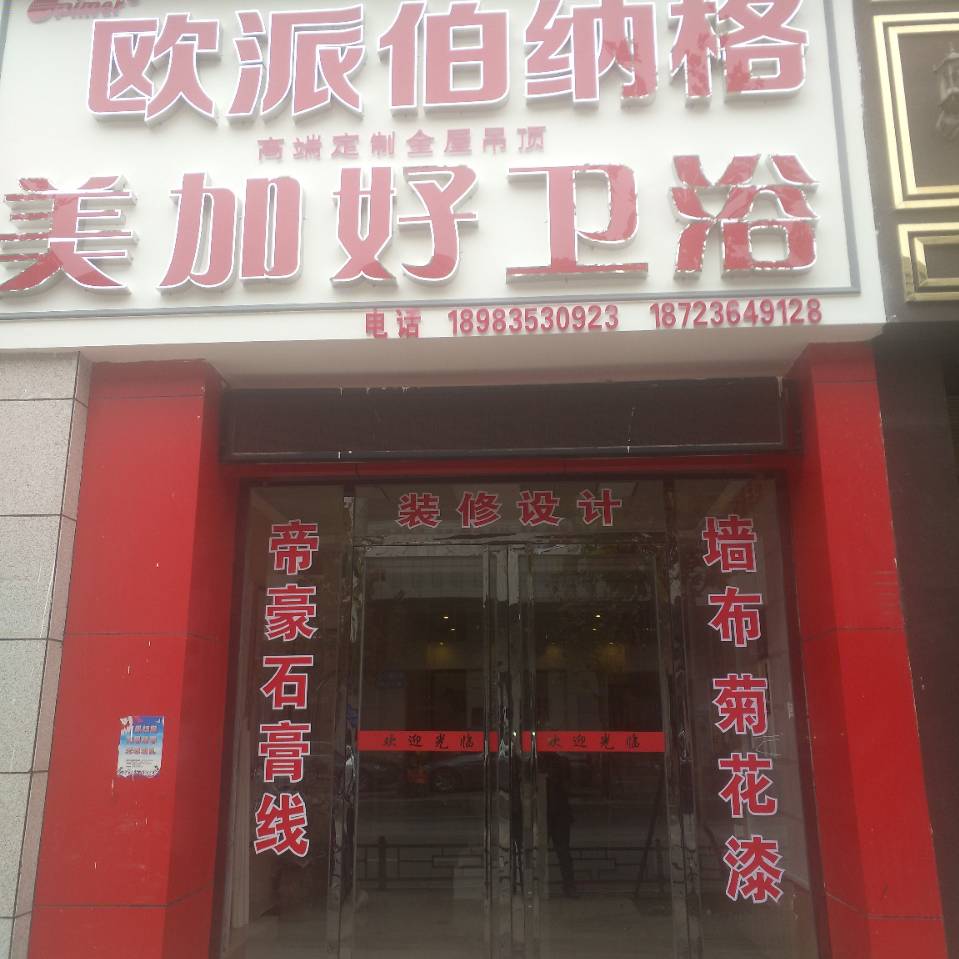 欧派伯纳格
高端定制全屋吊顶
美加好卫浴
电话 18983530923 18723649128
装修设计
帝豪石膏线
墙布菊花漆
欢迎光临
欢迎光临